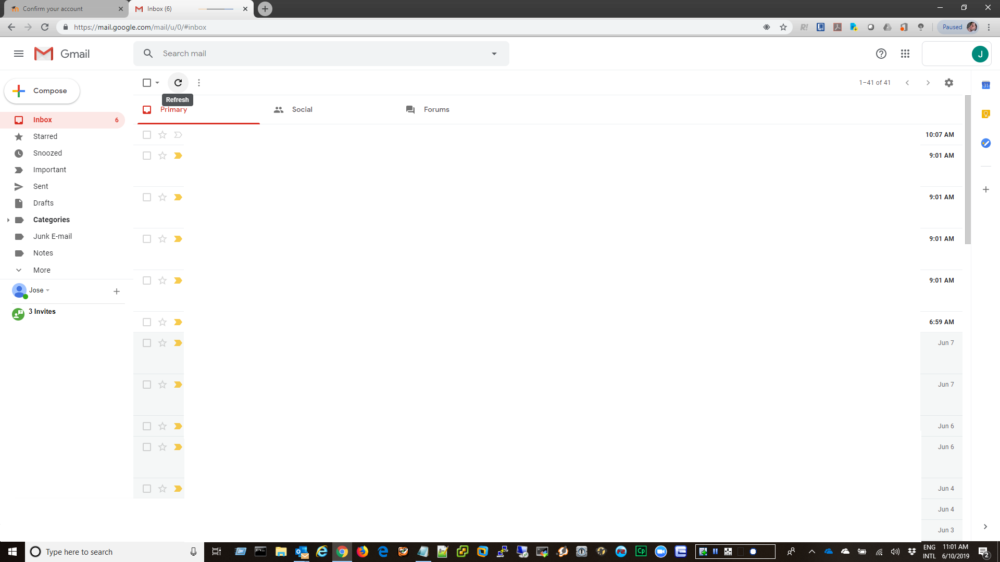 Confirm your account
Inbox (6)
https://mail.google.com/mail/u/0/#inbox
Paused
Gmail
Search mail
J
Compose
1–41 of 41
Refresh
Primary
Social
Forums
Inbox 6
Starred
Snoozed
Important
Sent
Drafts
Categories
Junk E-mail
Notes
More
Jose
3 Invites
10:07 AM
9:01 AM
9:01 AM
9:01 AM
9:01 AM
6:59 AM
Jun 7
Jun 7
Jun 6
Jun 6
Jun 4
Jun 4
Jun 3
31
Type here to search
ENG
INTL
11:01 AM
6/10/2019
2